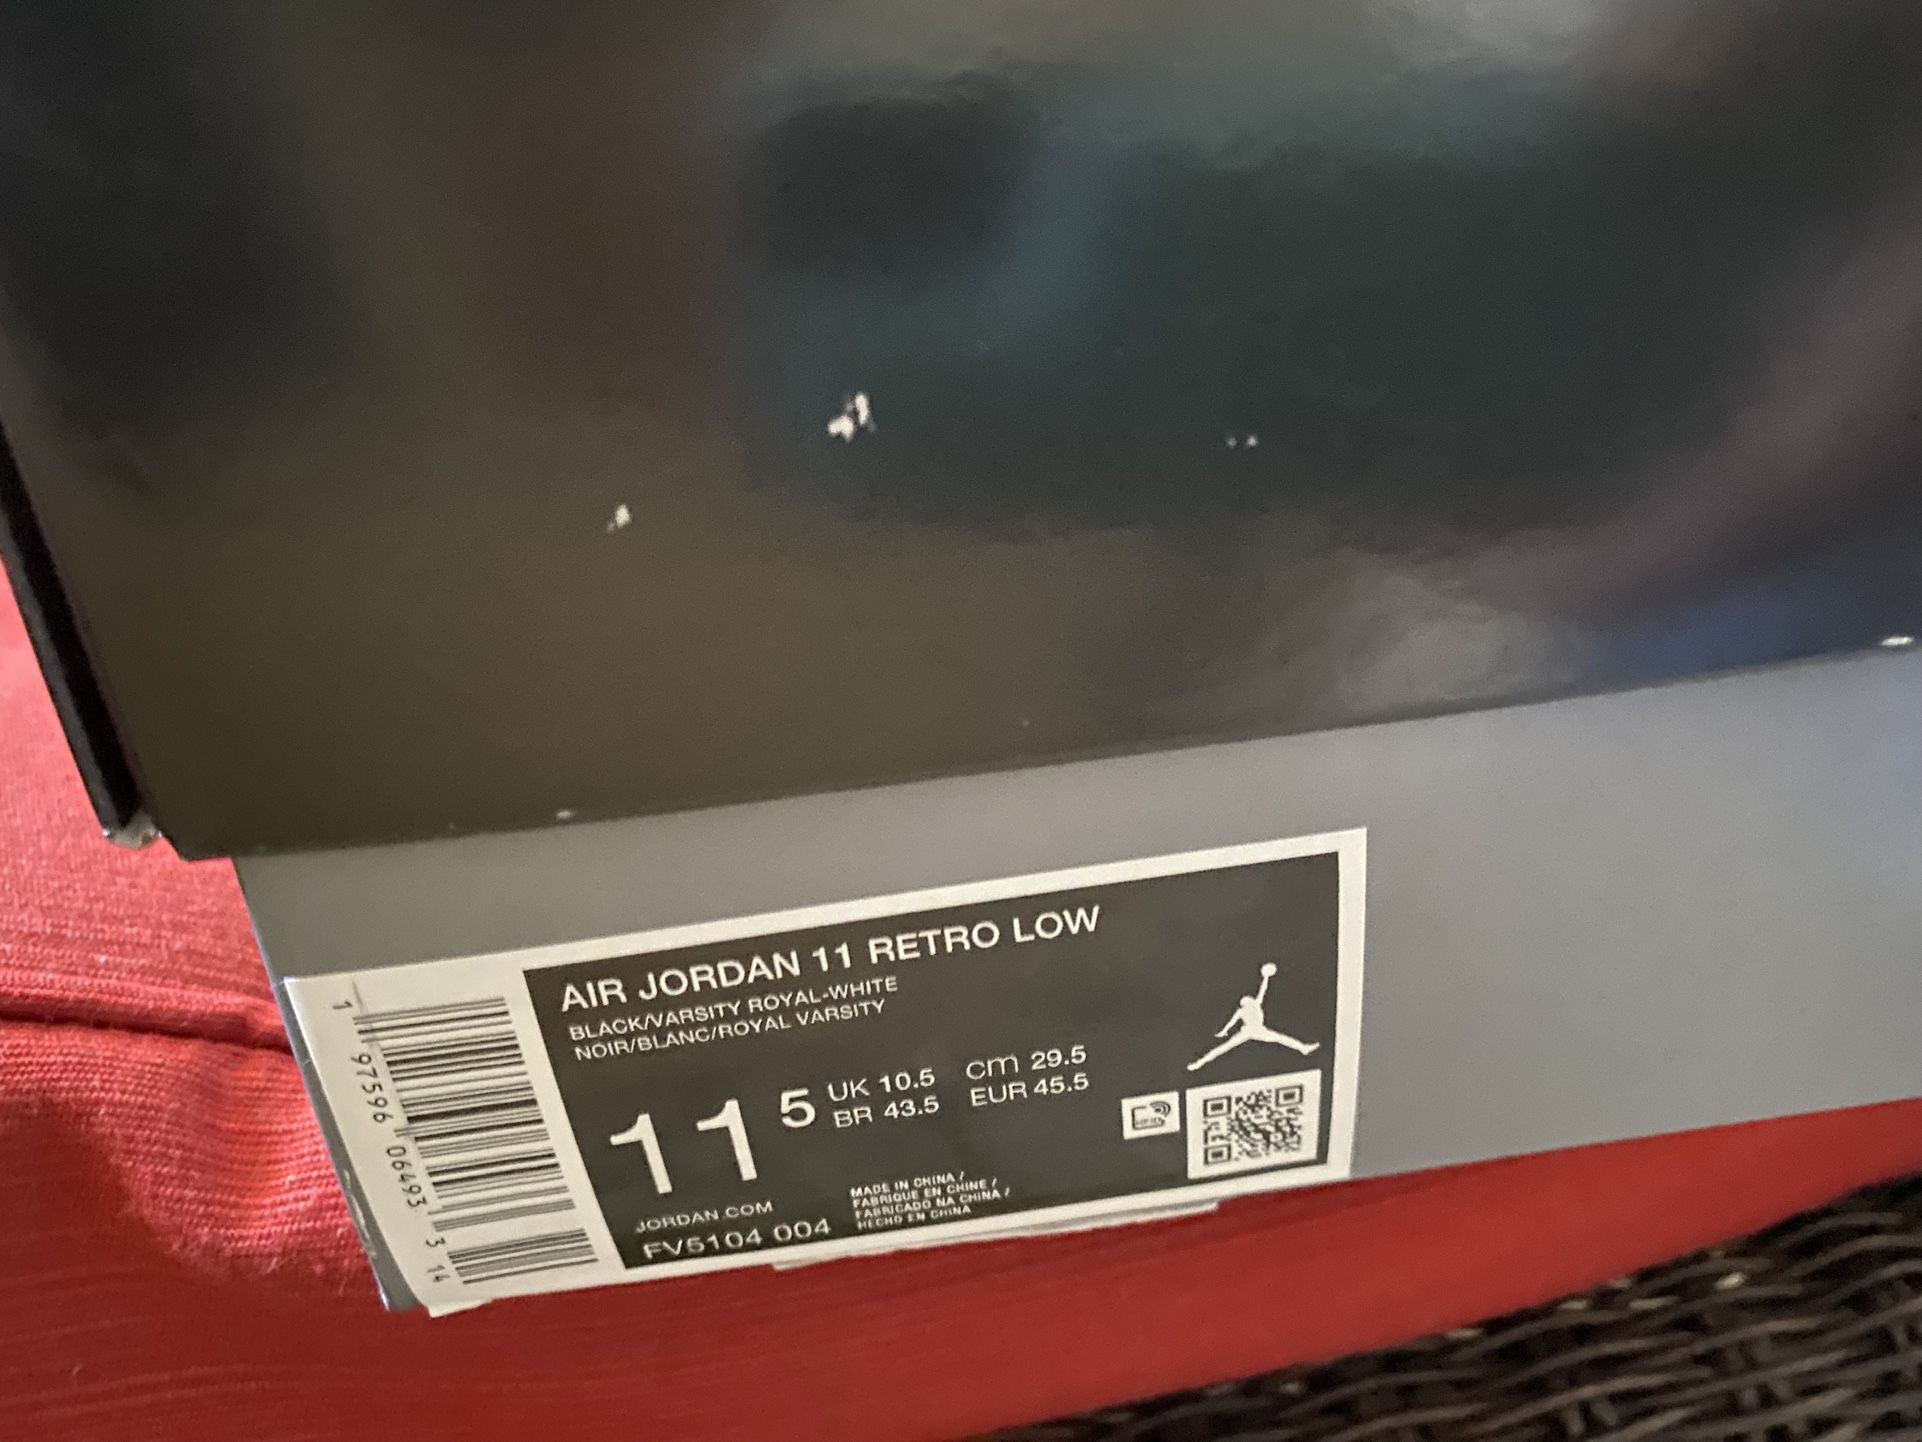 AIR JORDAN 11 RETRO LOW
BLACK/VARSITY ROYAL-WHITE
NOIR/BLANC/ROYAL VARSITY
11 5
UK 10.5 cm 29.5
BR 43.5 EUR 45.5
JORDAN.COM
FV5104 004
MADE IN CHINA /
FABRIQUE EN CHINE /
FABRICADO NA CHINA /
HECHO EN CHINA
1 97596 06493 3 14